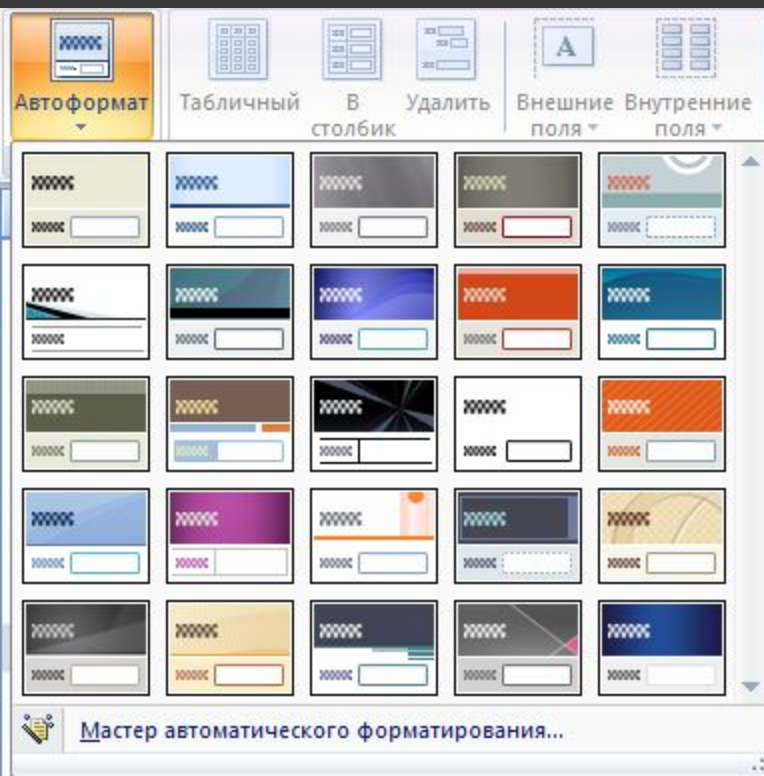 Автоформат
Табличный
В столбик
Удалить
A
Внешние поля
Внутренние поля
Мастер автоматического форматирования...